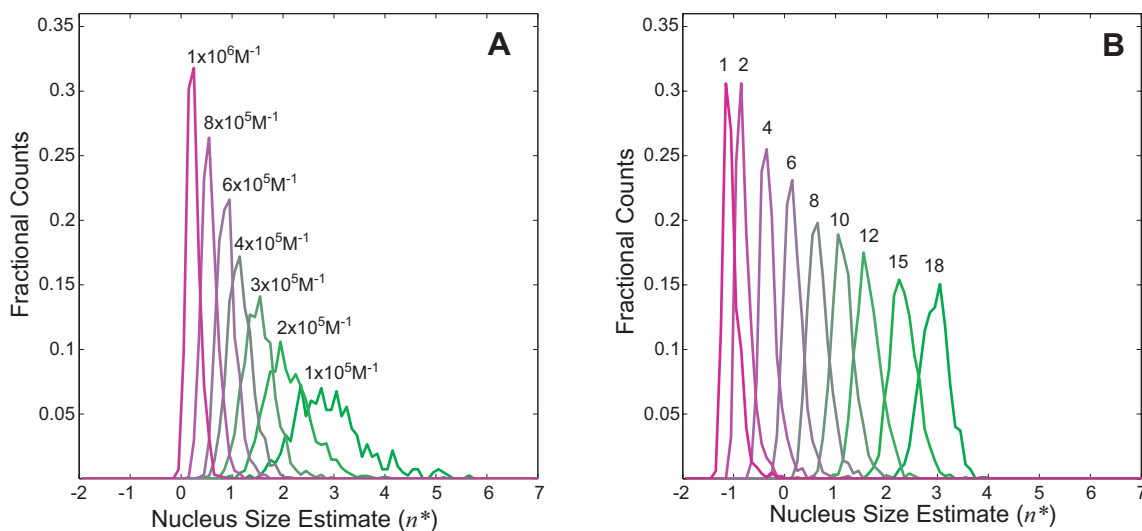 A
0.35
0.3
0.25
0.2
0.15
0.1
0.05
Fractional Counts
1x10⁶M⁻¹
8x10⁵M⁻¹
6x10⁵M⁻¹
4x10⁵M⁻¹
3x10⁵M⁻¹
2x10⁵M⁻¹
1x10⁵M⁻¹
-2 -1 0 1 2 3 4 5 6 7
Nucleus Size Estimate (n*)
B
0.35
0.3
0.25
0.2
0.15
0.1
0.05
Fractional Counts
1 2
4
6
8
10
12
15
18
-2 -1 0 1 2 3 4 5 6 7
Nucleus Size Estimate (n*)